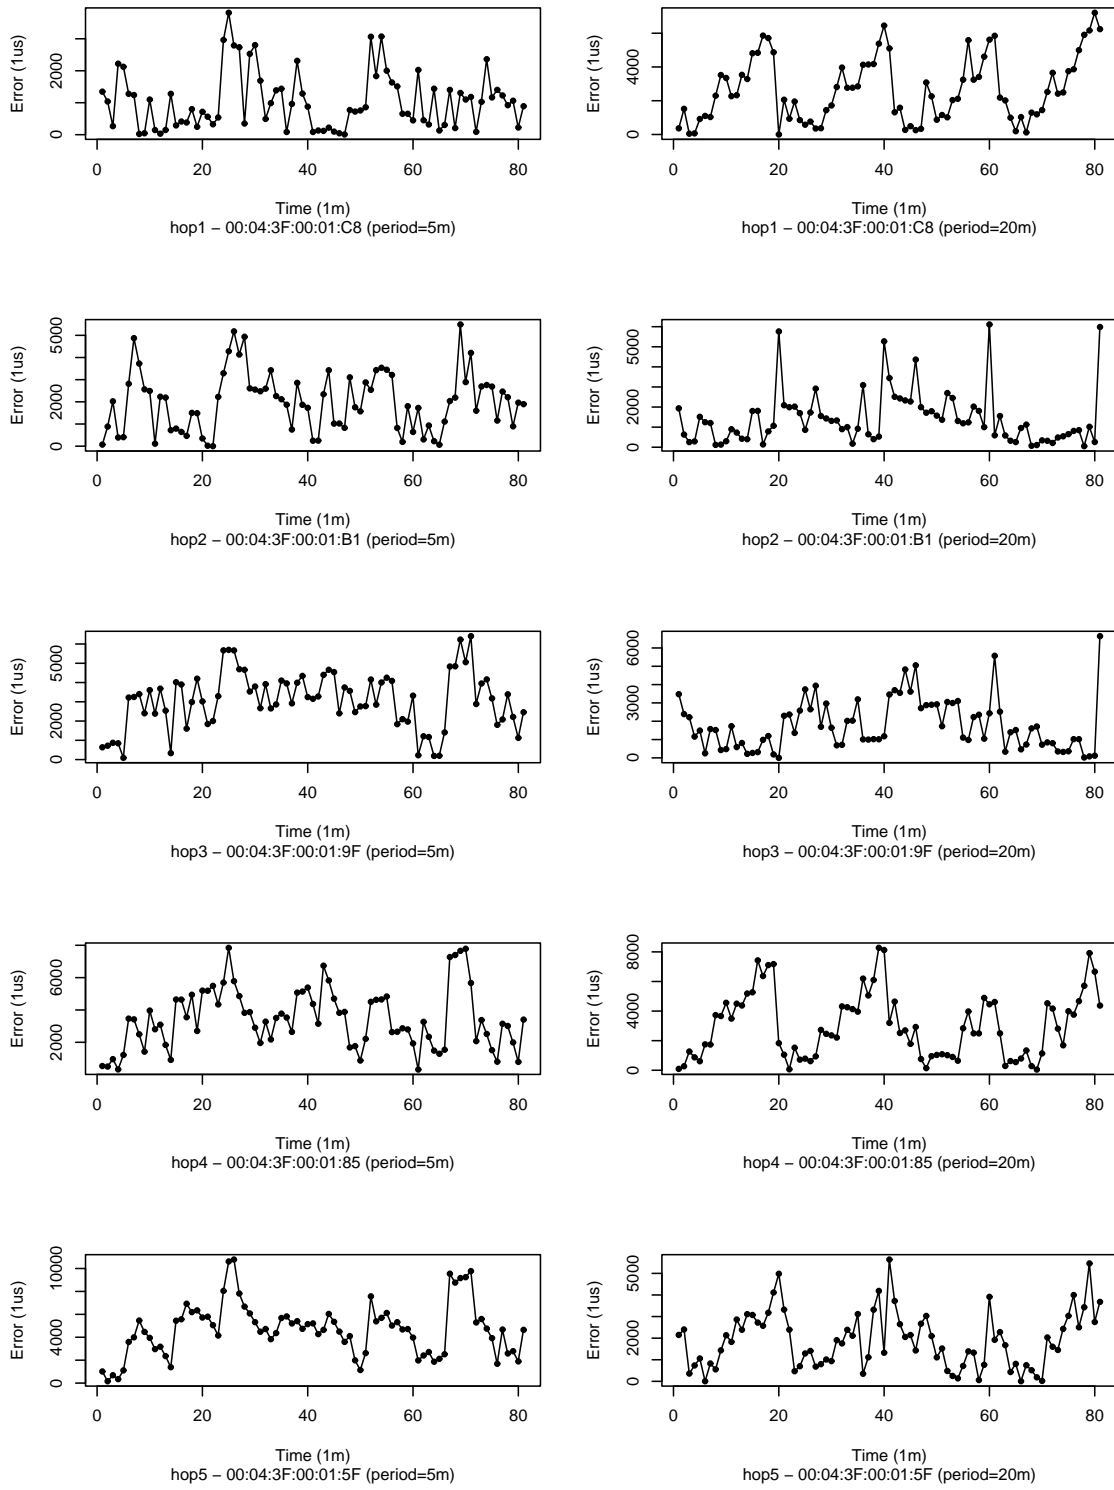 Error (1us)
0 2000
0 20 40 60 80
Time (1m)
hop1 − 00:04:3F:00:01:C8 (period=5m)
Error (1us)
0 4000
0 20 40 60 80
Time (1m)
hop1 − 00:04:3F:00:01:C8 (period=20m)
Error (1us)
0 2000 5000
0 20 40 60 80
Time (1m)
hop2 − 00:04:3F:00:01:B1 (period=5m)
Error (1us)
0 2000 5000
0 20 40 60 80
Time (1m)
hop2 − 00:04:3F:00:01:B1 (period=20m)
Error (1us)
0 2000 5000
0 20 40 60 80
Time (1m)
hop3 − 00:04:3F:00:01:9F (period=5m)
Error (1us)
0 3000 6000
0 20 40 60 80
Time (1m)
hop3 − 00:04:3F:00:01:9F (period=20m)
Error (1us)
2000 6000
0 20 40 60 80
Time (1m)
hop4 − 00:04:3F:00:01:85 (period=5m)
Error (1us)
0 4000 8000
0 20 40 60 80
Time (1m)
hop4 − 00:04:3F:00:01:85 (period=20m)
Error (1us)
0 4000 10000
0 20 40 60 80
Time (1m)
hop5 − 00:04:3F:00:01:5F (period=5m)
Error (1us)
0 2000 5000
0 20 40 60 80
Time (1m)
hop5 − 00:04:3F:00:01:5F (period=20m)